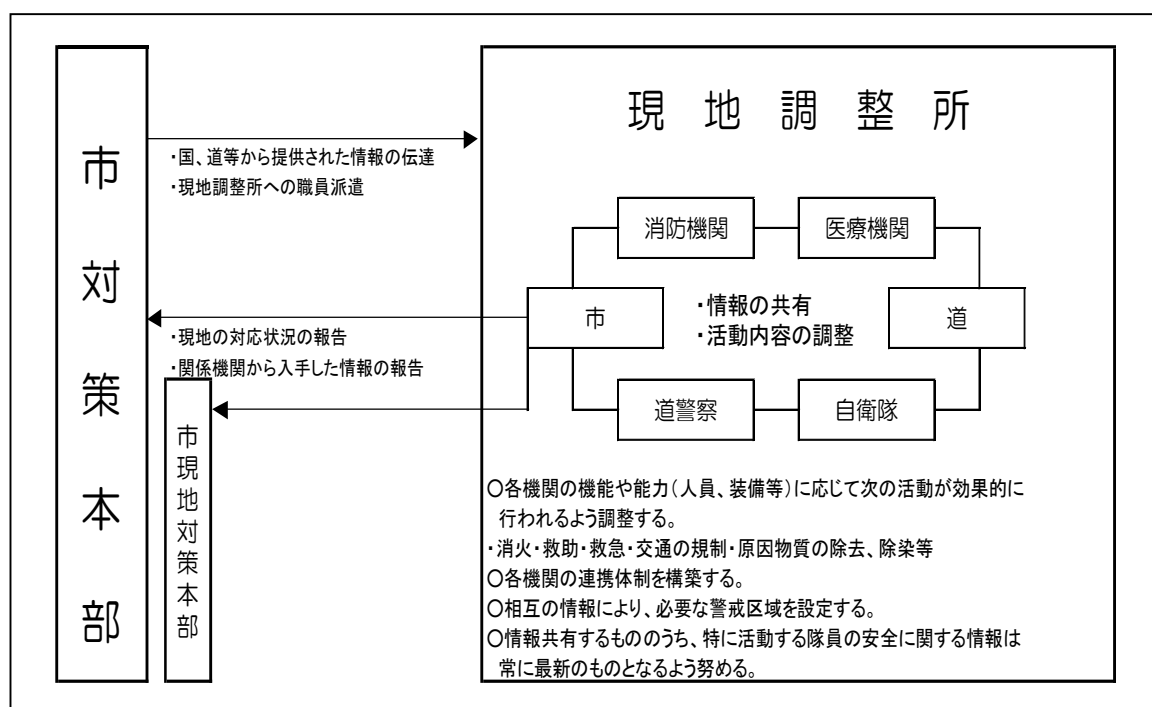 市対策本部
・国、道等から提供された情報の伝達
・現地調整所への職員派遣
・現地の対応状況の報告
・関係機関から入手した情報の報告
市現地対策本部
現地調整所
消防機関
医療機関
市
・情報の共有
・活動内容の調整
道
道警察
自衛隊
〇各機関の機能や能力(人員、装備等)に応じて次の活動が効果的に
行われるよう調整する。
・消火・救助・救急・交通の規制・原因物質の除去、除染等
〇各機関の連携体制を構築する。
〇相互の情報により、必要な警戒区域を設定する。
〇情報共有するもののうち、特に活動する隊員の安全に関する情報は
常に最新のものとなるよう努める。